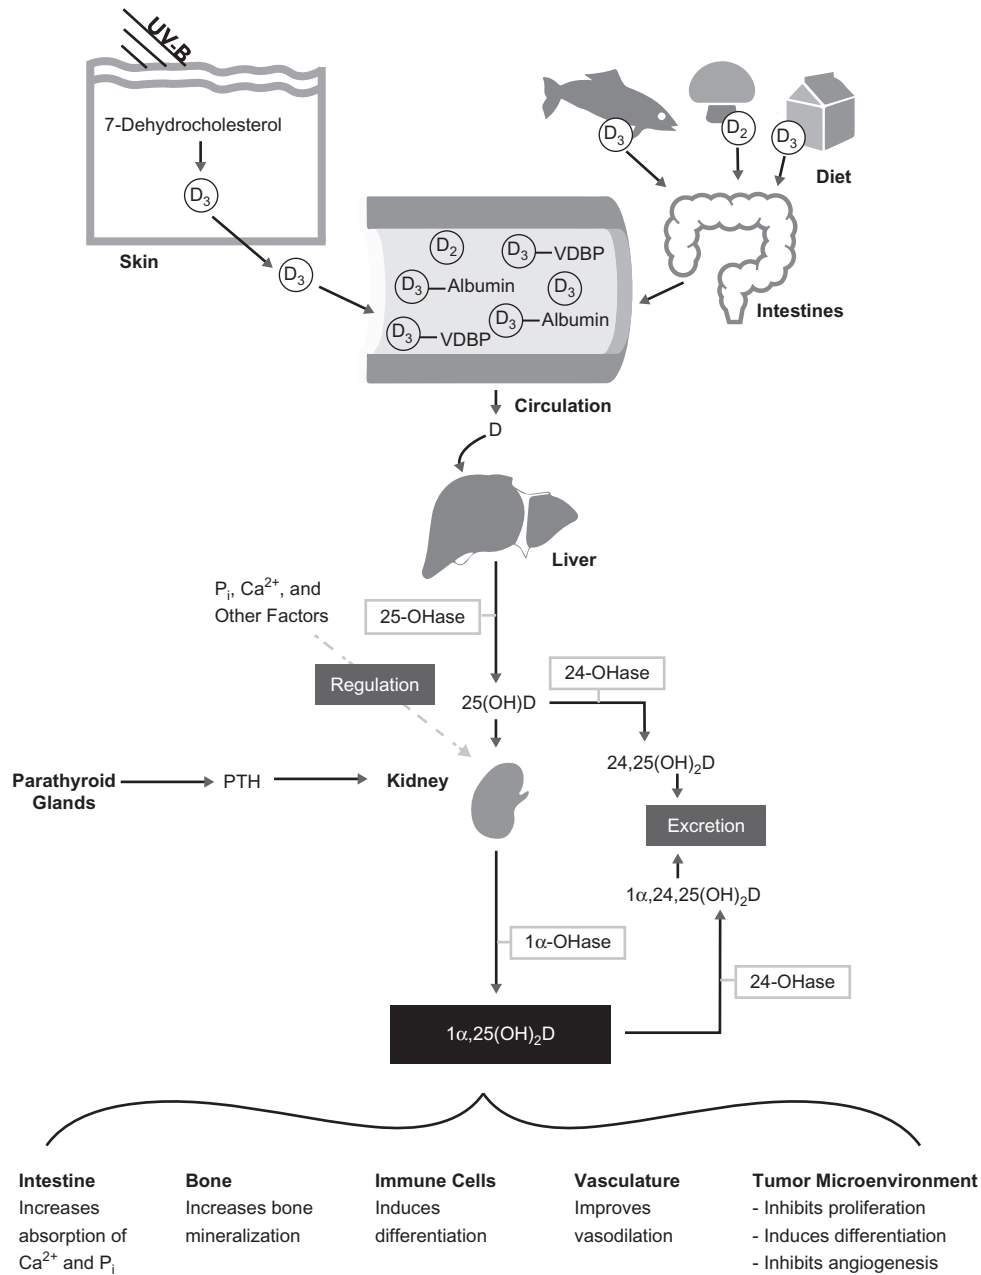 UV-B
7-Dehydrocholesterol
D3
Skin
D3
D3
D2
D3
Diet
Intestines
D2
D3 VDBP
D3 Albumin
D3
D3 Albumin
D3 VDBP
Circulation
D
Liver
Pi, Ca2+, and
Other Factors
25-OHase
Regulation
25(OH)D
24-OHase
24,25(OH)2D
Parathyroid
Glands
PTH
Kidney
Excretion
1α,24,25(OH)2D
1α-OHase
24-OHase
1α,25(OH)2D
Intestine
Increases
absorption of
Ca2+ and Pi
Bone
Increases bone
mineralization
Immune Cells
Induces
differentiation
Vasculature
Improves
vasodilation
Tumor Microenvironment
- Inhibits proliferation
- Induces differentiation
- Inhibits angiogenesis